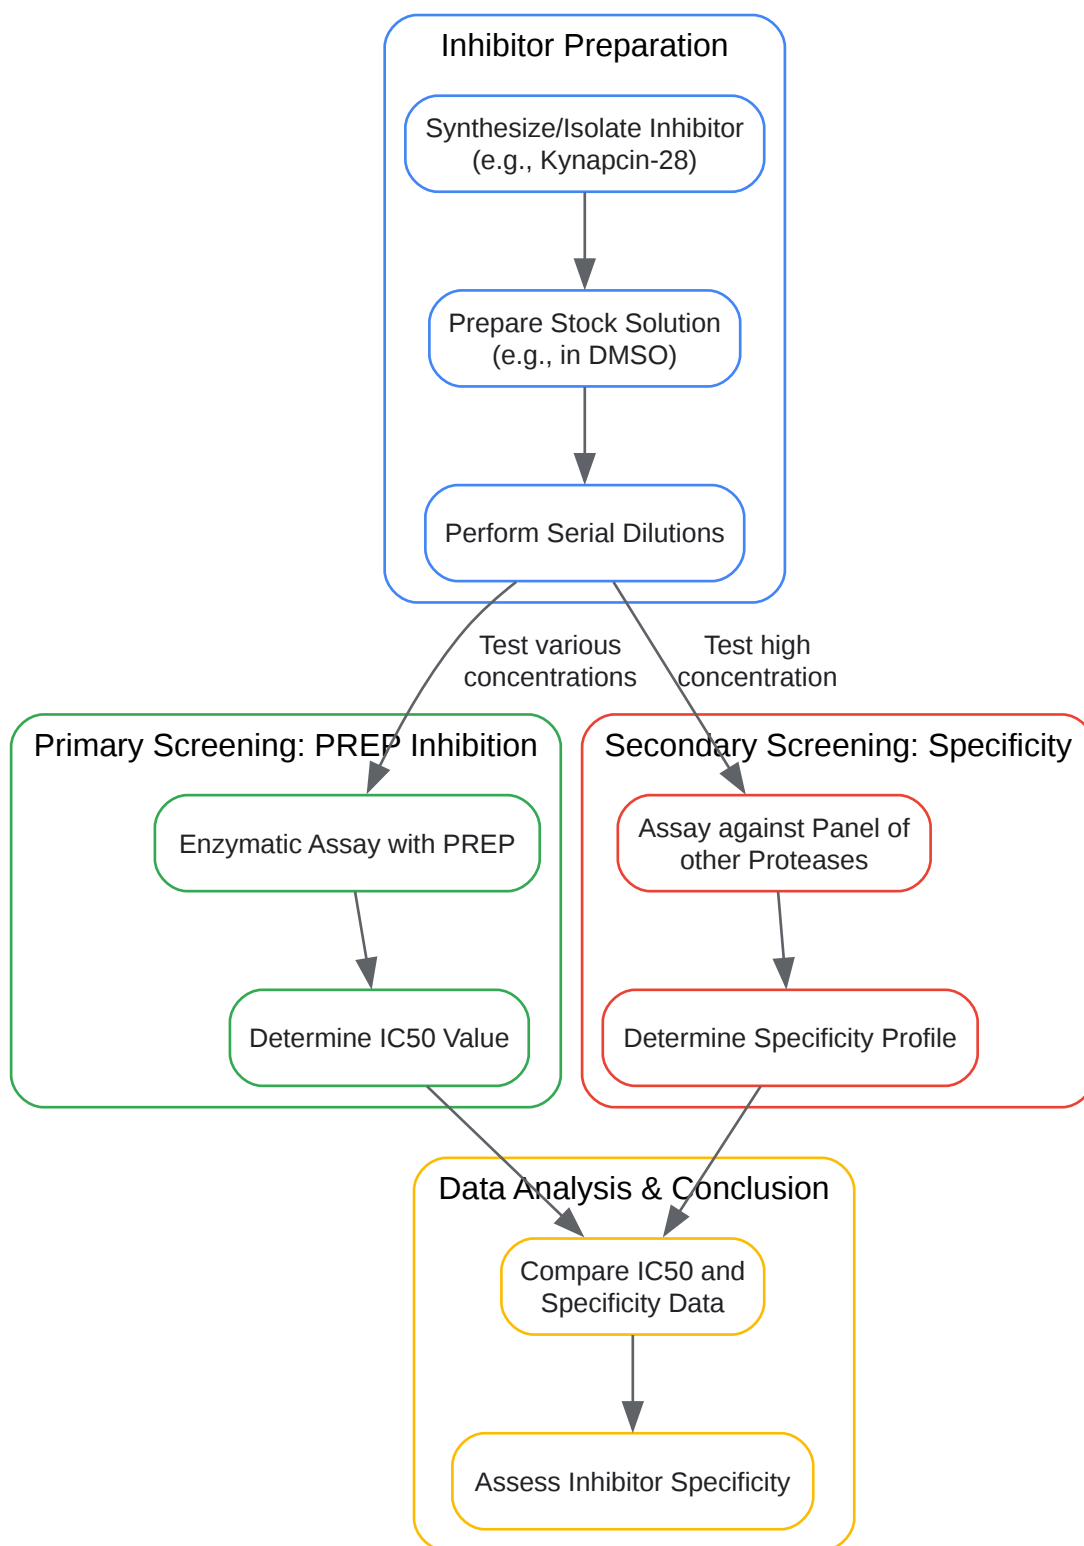 Inhibitor Preparation
Synthesize/Isolate Inhibitor
(e.g., Kynapcin-28)
Prepare Stock Solution
(e.g., in DMSO)
Perform Serial Dilutions
Test various
concentrations
Test high
concentration
Primary Screening: PREP Inhibition
Enzymatic Assay with PREP
Determine IC50 Value
Secondary Screening: Specificity
Assay against Panel of
other Proteases
Determine Specificity Profile
Data Analysis & Conclusion
Compare IC50 and
Specificity Data
Assess Inhibitor Specificity